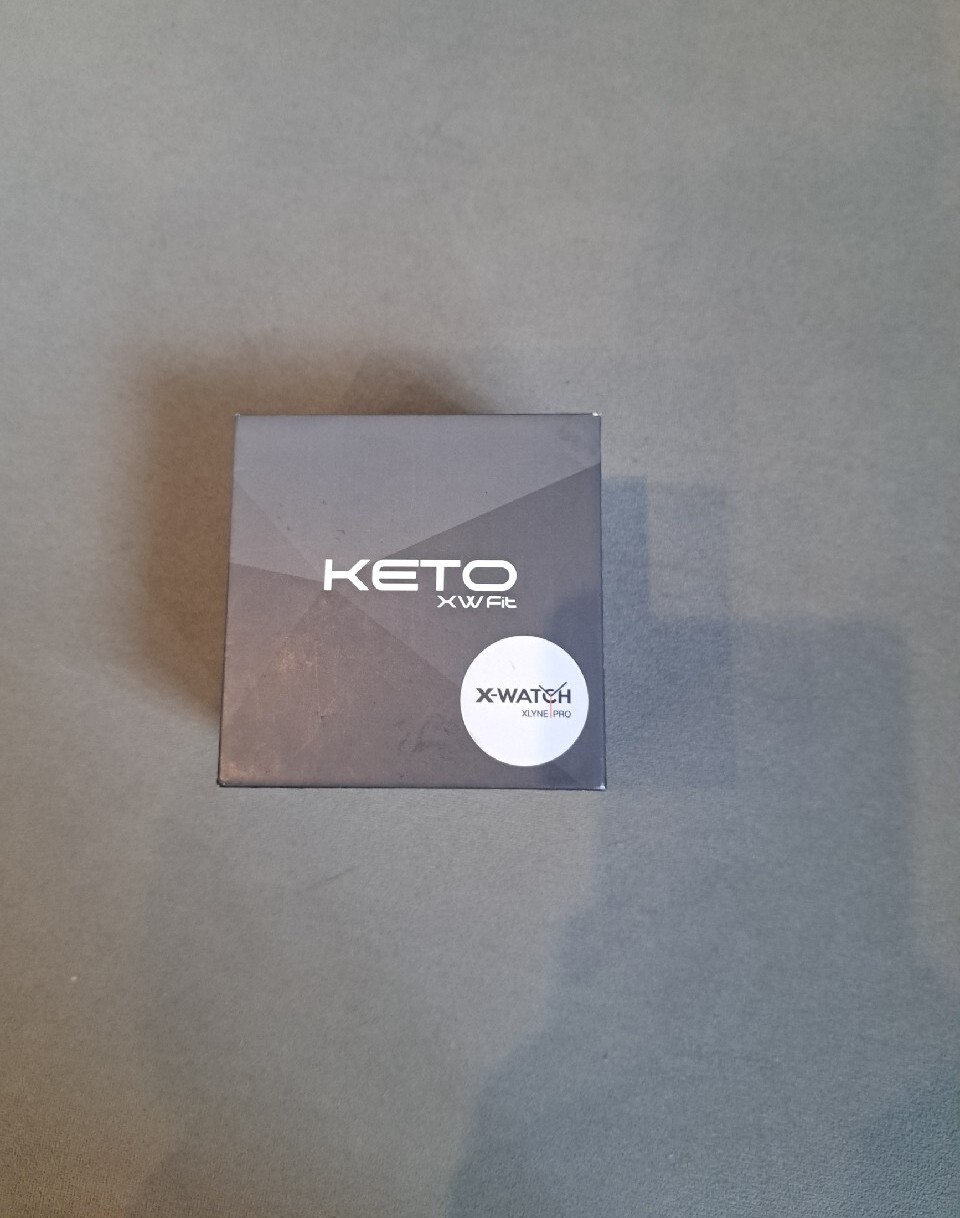 KETO
XW Fit
X-WATCH
XLYNE PRO